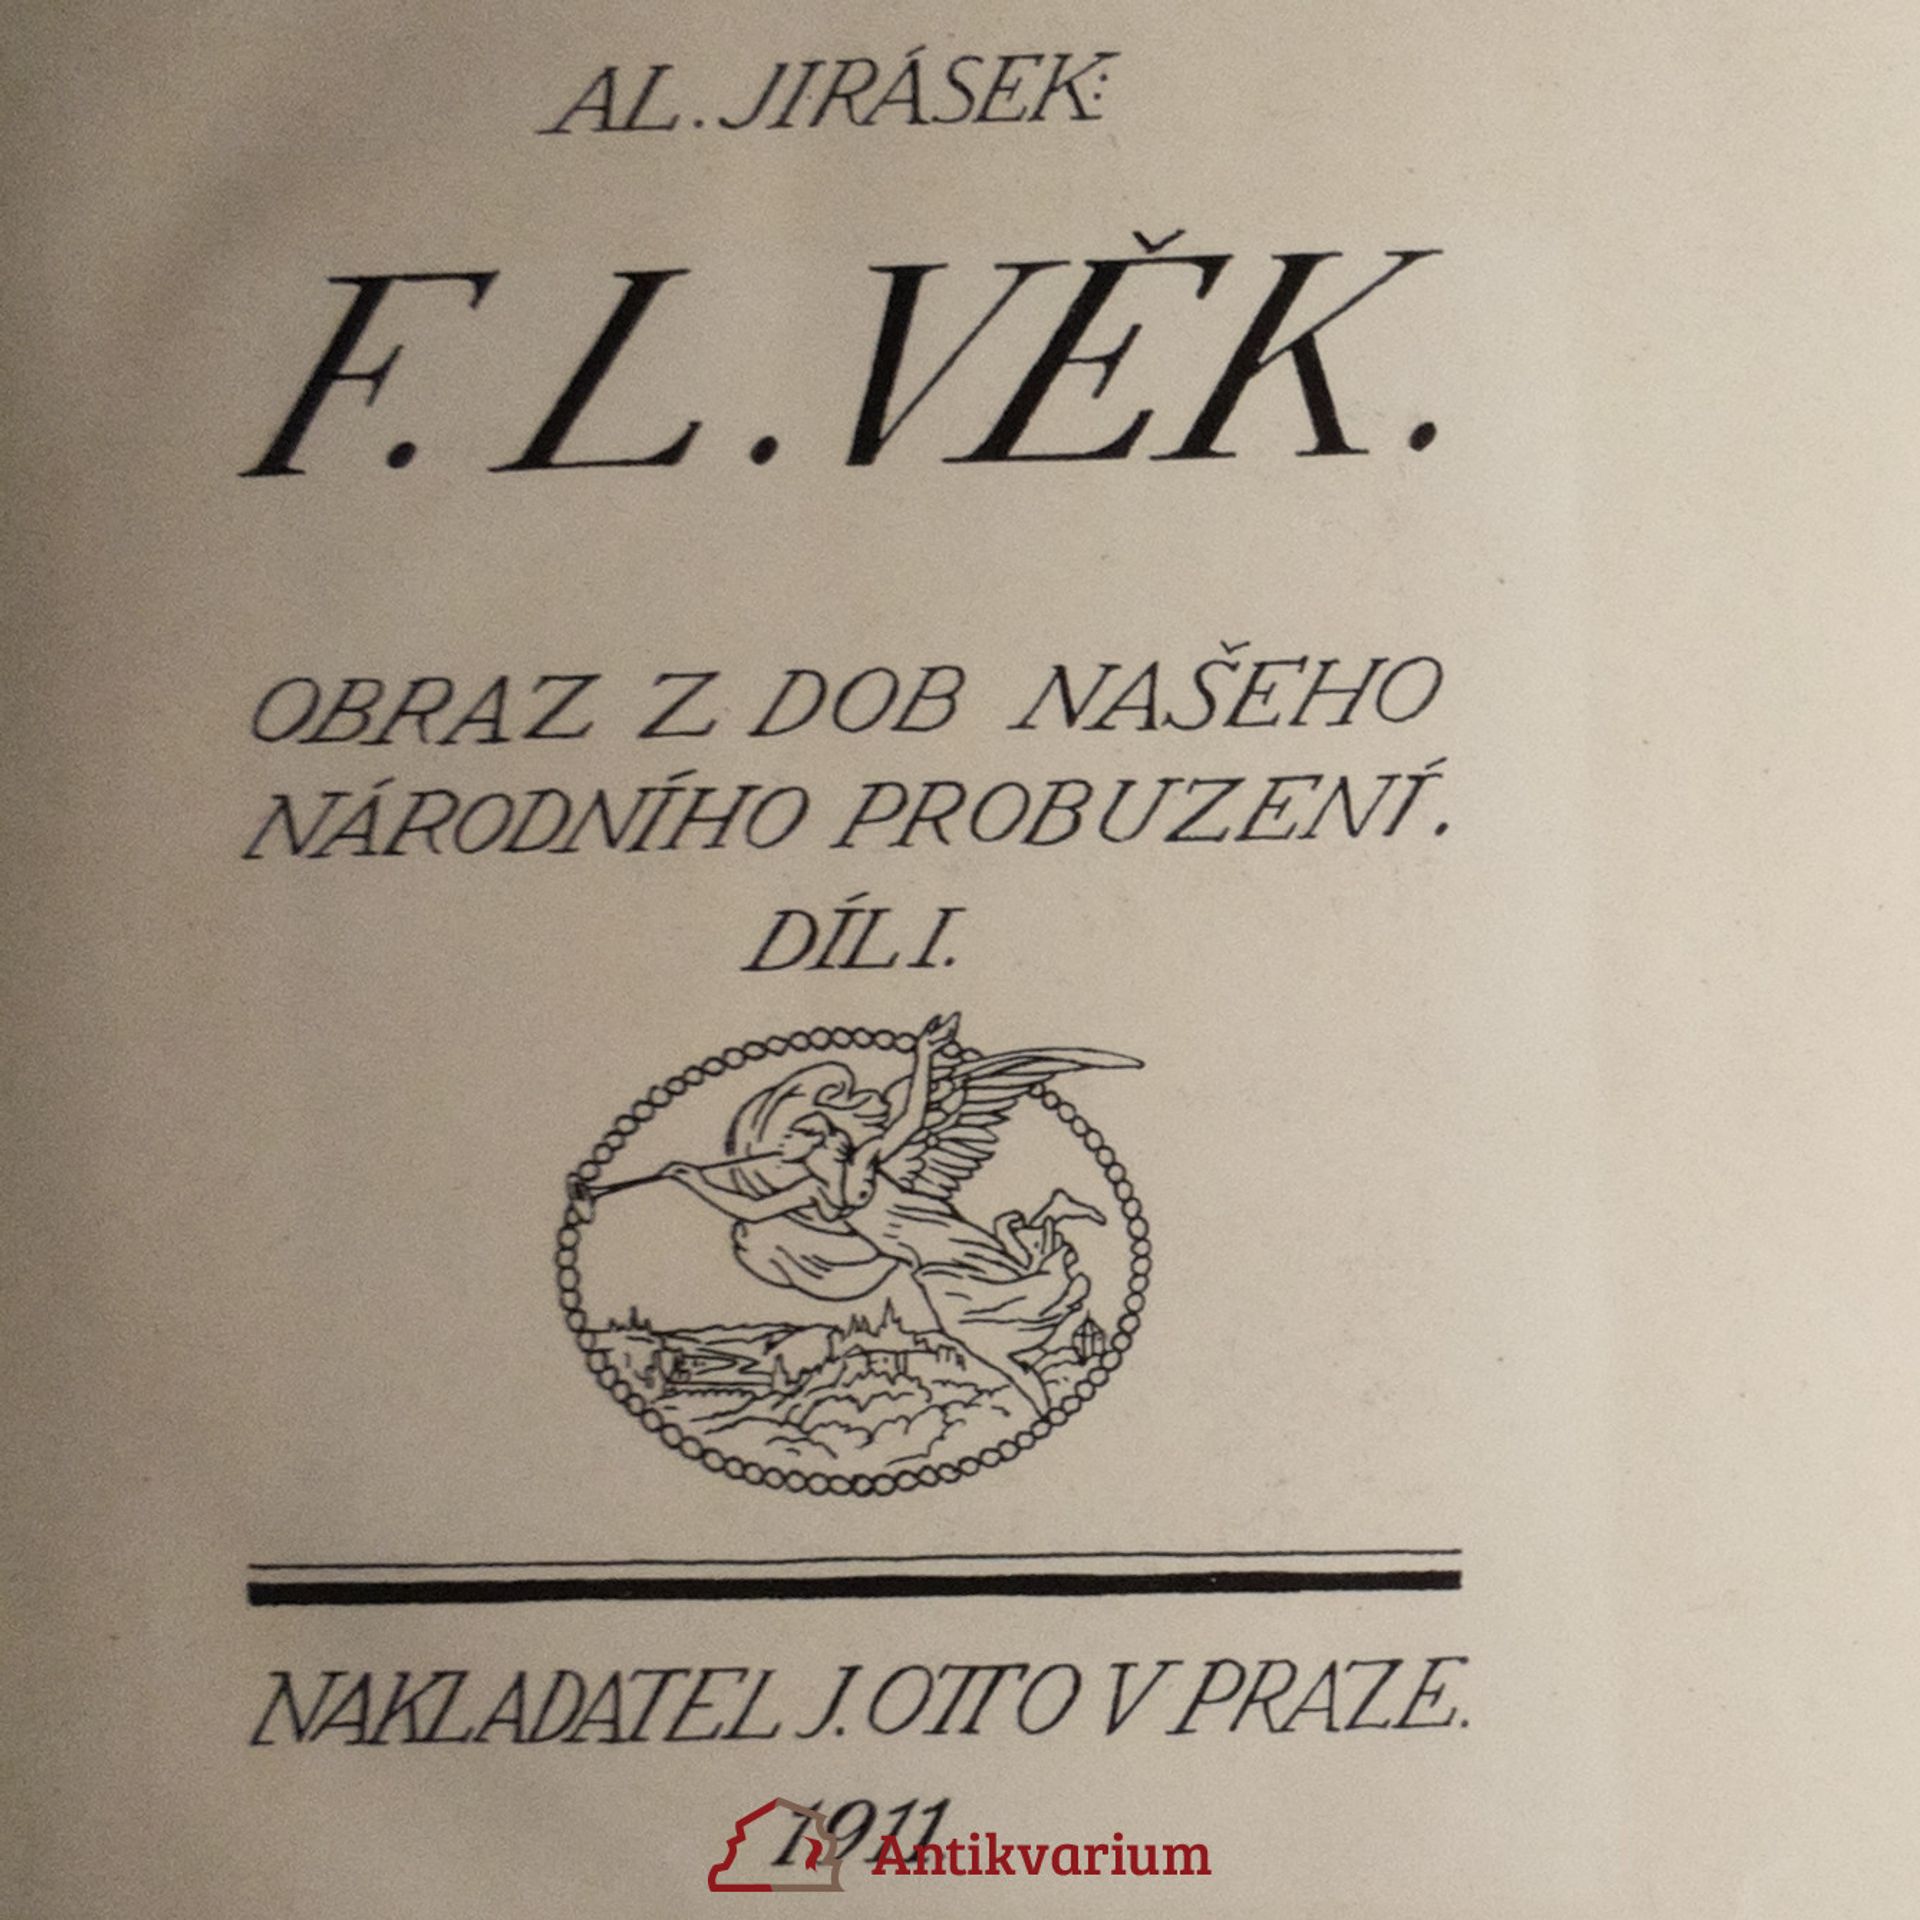 AL. JIRÁSEK:
F. L. VĚK.
OBRAZ Z DOB NAŠEHO
NÁRODNÍHO PROBUZENÍ.
DÍL I.
NAKLADATEL J. OTTO V PRAZE.
1911
Antikvarium